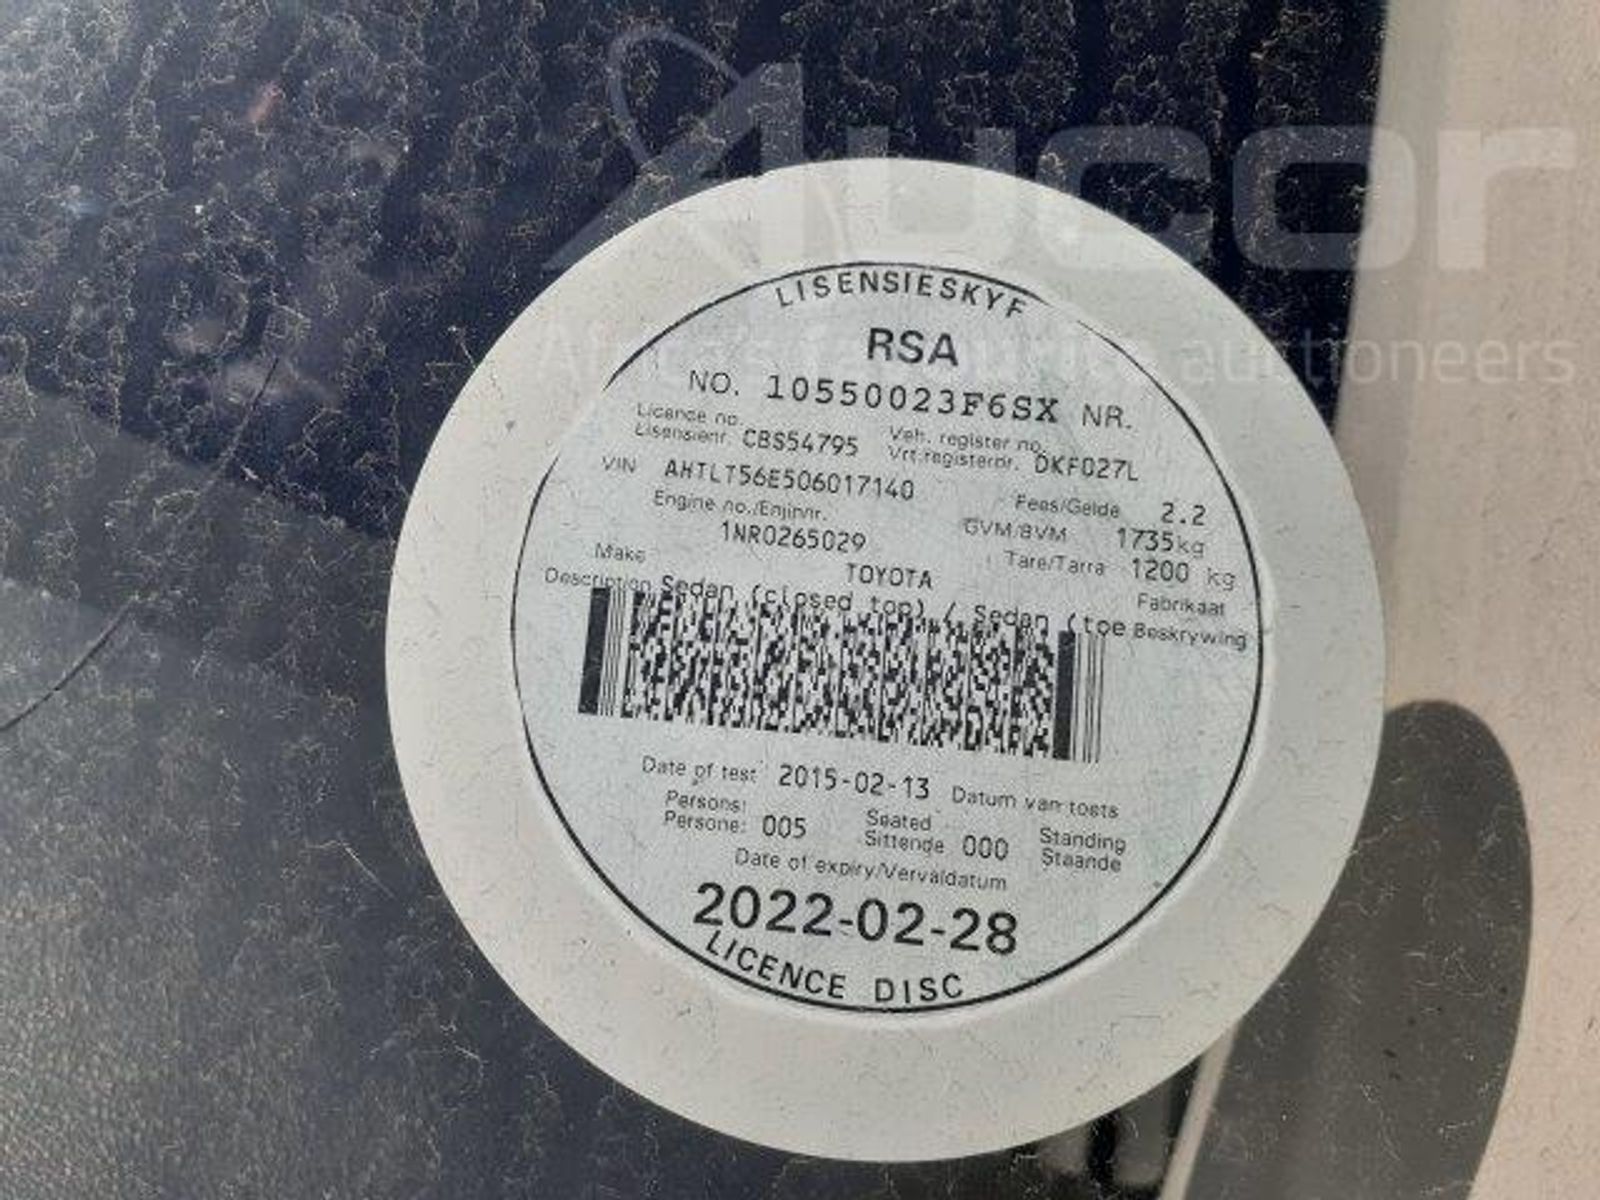 Aucor
Africa's favourite auctioneers
LISENSIESKYF
RSA
NO. 10550023F6SX NR.
Licence no. Veh. register no.
Lisensienr. CBS54795 Vrt.registernr. DKF027L
VIN AHTLT56E506017140 Fees/Gelde 2.2
Engine no./Enjinnr. GVM/BVM 1735kg
1NR0265029 Tare/Tarra 1200 kg
Make TOYOTA Fabrikaat
Description Sedan (closed top) / Sedan (toe Beskrywing
Date of test 2015-02-13 Datum van toets
Persons: Seated Standing
Persone: 005 Sittende 000 Staande
Date of expiry/Vervaldatum
2022-02-28
LICENCE DISC